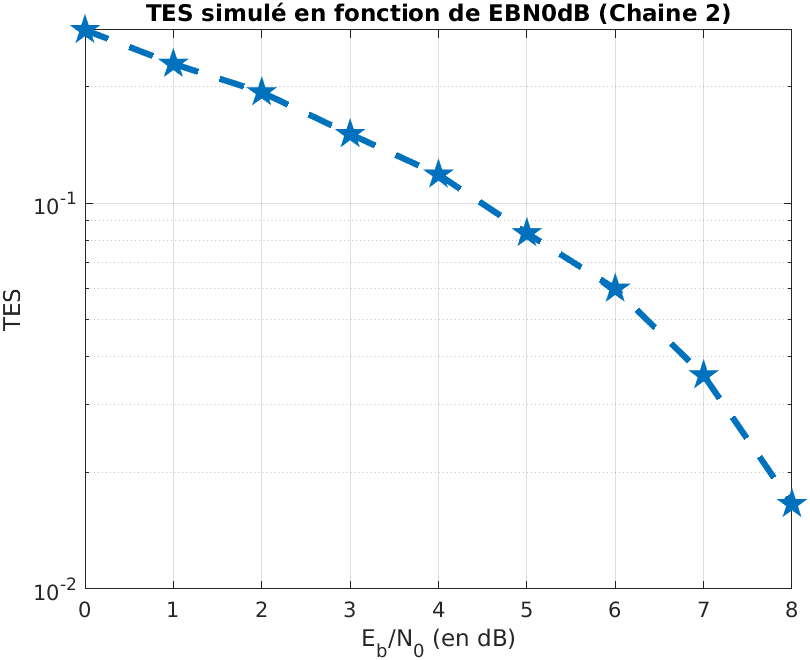 TES simulé en fonction de EBN0dB (Chaine 2)
10^-1
10^-2
TES
0 1 2 3 4 5 6 7 8
E_b/N_0 (en dB)